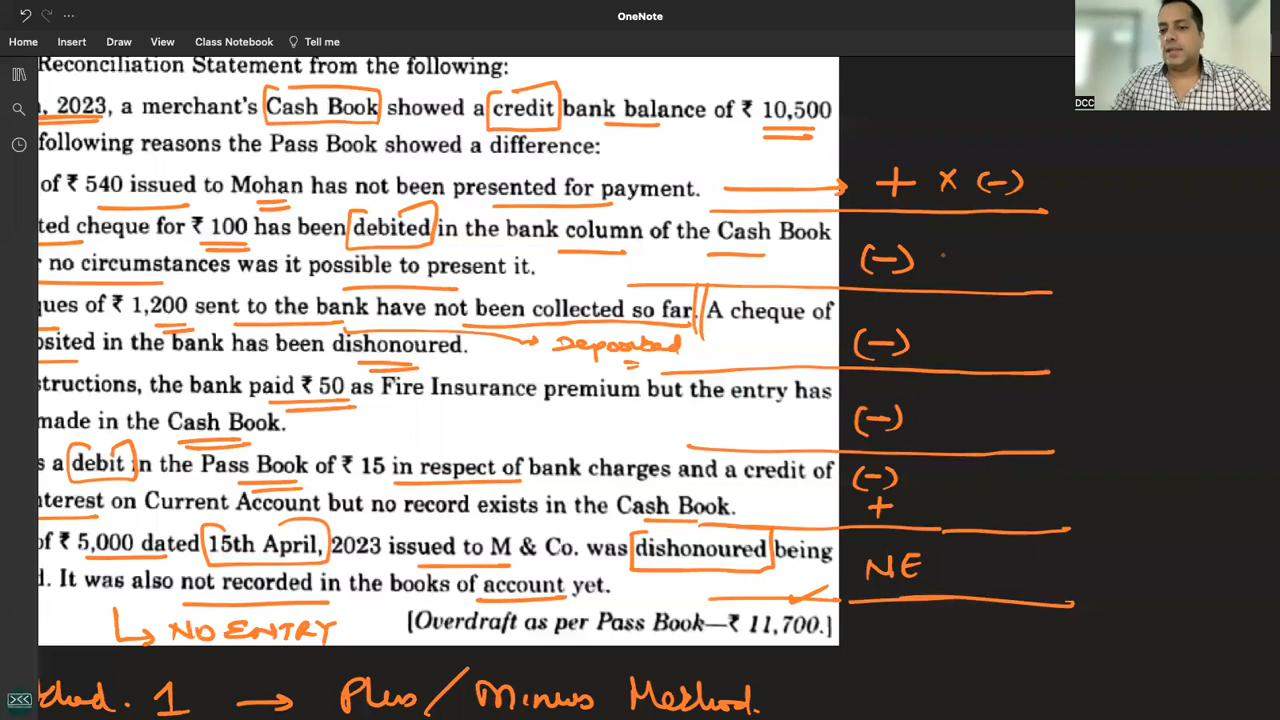 OneNote
Home Insert Draw View Class Notebook Tell me
DCC
Reconciliation Statement from the following:
, 2023, a merchant's Cash Book showed a credit bank balance of ₹ 10,500
following reasons the Pass Book showed a difference:
of ₹ 540 issued to Mohan has not been presented for payment. + × (-)
ted cheque for ₹ 100 has been debited in the bank column of the Cash Book
r no circumstances was it possible to present it. (-)
ques of ₹ 1,200 sent to the bank have not been collected so far. A cheque of
osited in the bank has been dishonoured. Deposited (-)
structions, the bank paid ₹ 50 as Fire Insurance premium but the entry has
made in the Cash Book. (-)
s a debit in the Pass Book of ₹ 15 in respect of bank charges and a credit of (-)
nterest on Current Account but no record exists in the Cash Book. +
of ₹ 5,000 dated 15th April, 2023 issued to M & Co. was dishonoured being
d. It was also not recorded in the books of account yet. NE
NO ENTRY [Overdraft as per Pass Book—₹ 11,700.]
thod. 1 → Plus/Minus Method.